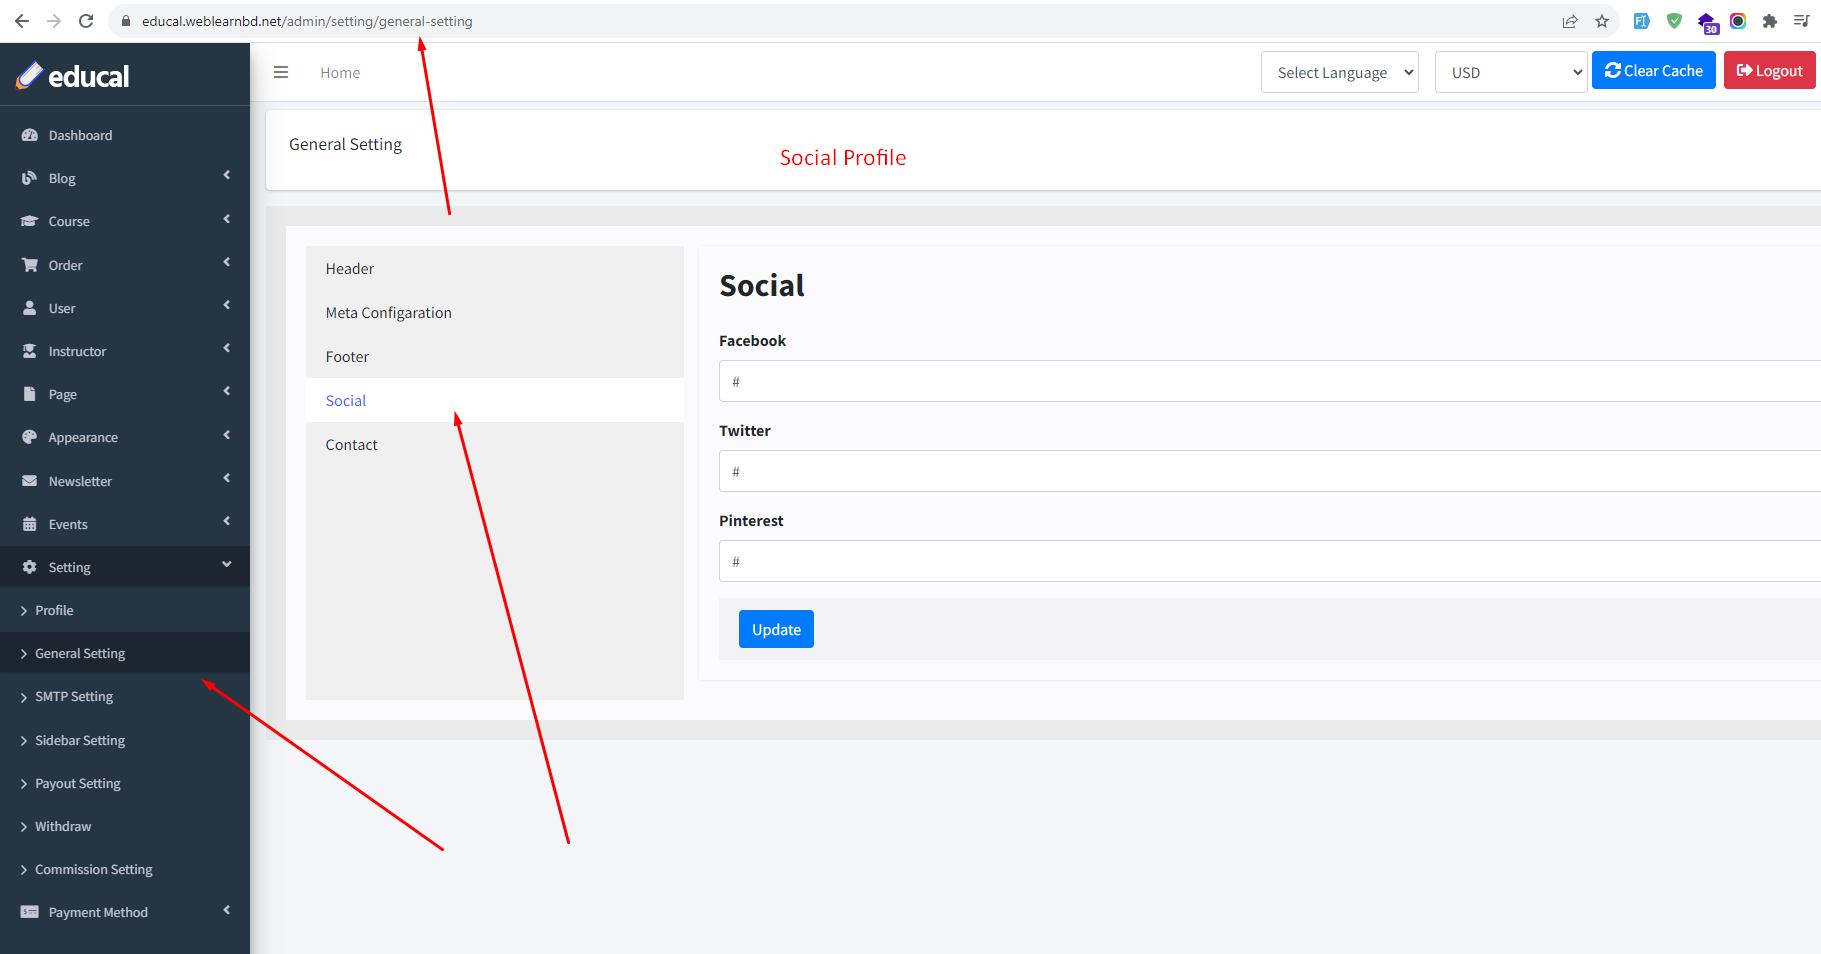 educal.weblearnbd.net/admin/setting/general-setting
30
educal
Home
Select Language
USD
Clear Cache
Logout
Dashboard
Blog
Course
Order
User
Instructor
Page
Appearance
Newsletter
Events
Setting
Profile
General Setting
SMTP Setting
Sidebar Setting
Payout Setting
Withdraw
Commission Setting
Payment Method
General Setting
Social Profile
Header
Meta Configaration
Footer
Social
Contact
Social
Facebook
#
Twitter
#
Pinterest
#
Update